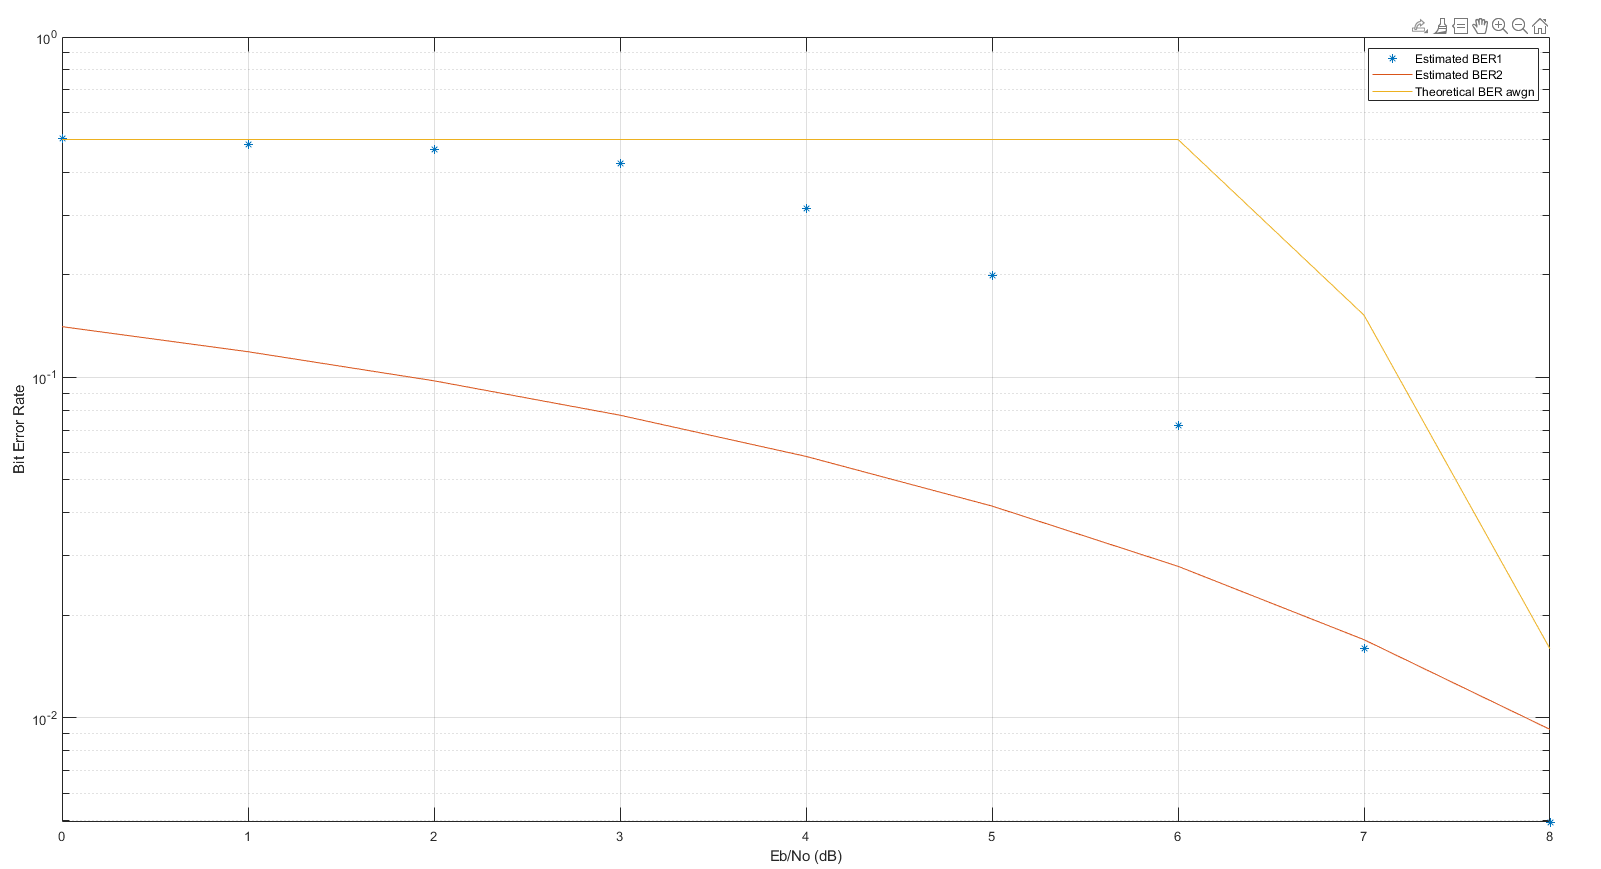 Estimated BER1
Estimated BER2
Theoretical BER awgn
10^0
10^-1
10^-2
Bit Error Rate
0 1 2 3 4 5 6 7 8
Eb/No (dB)